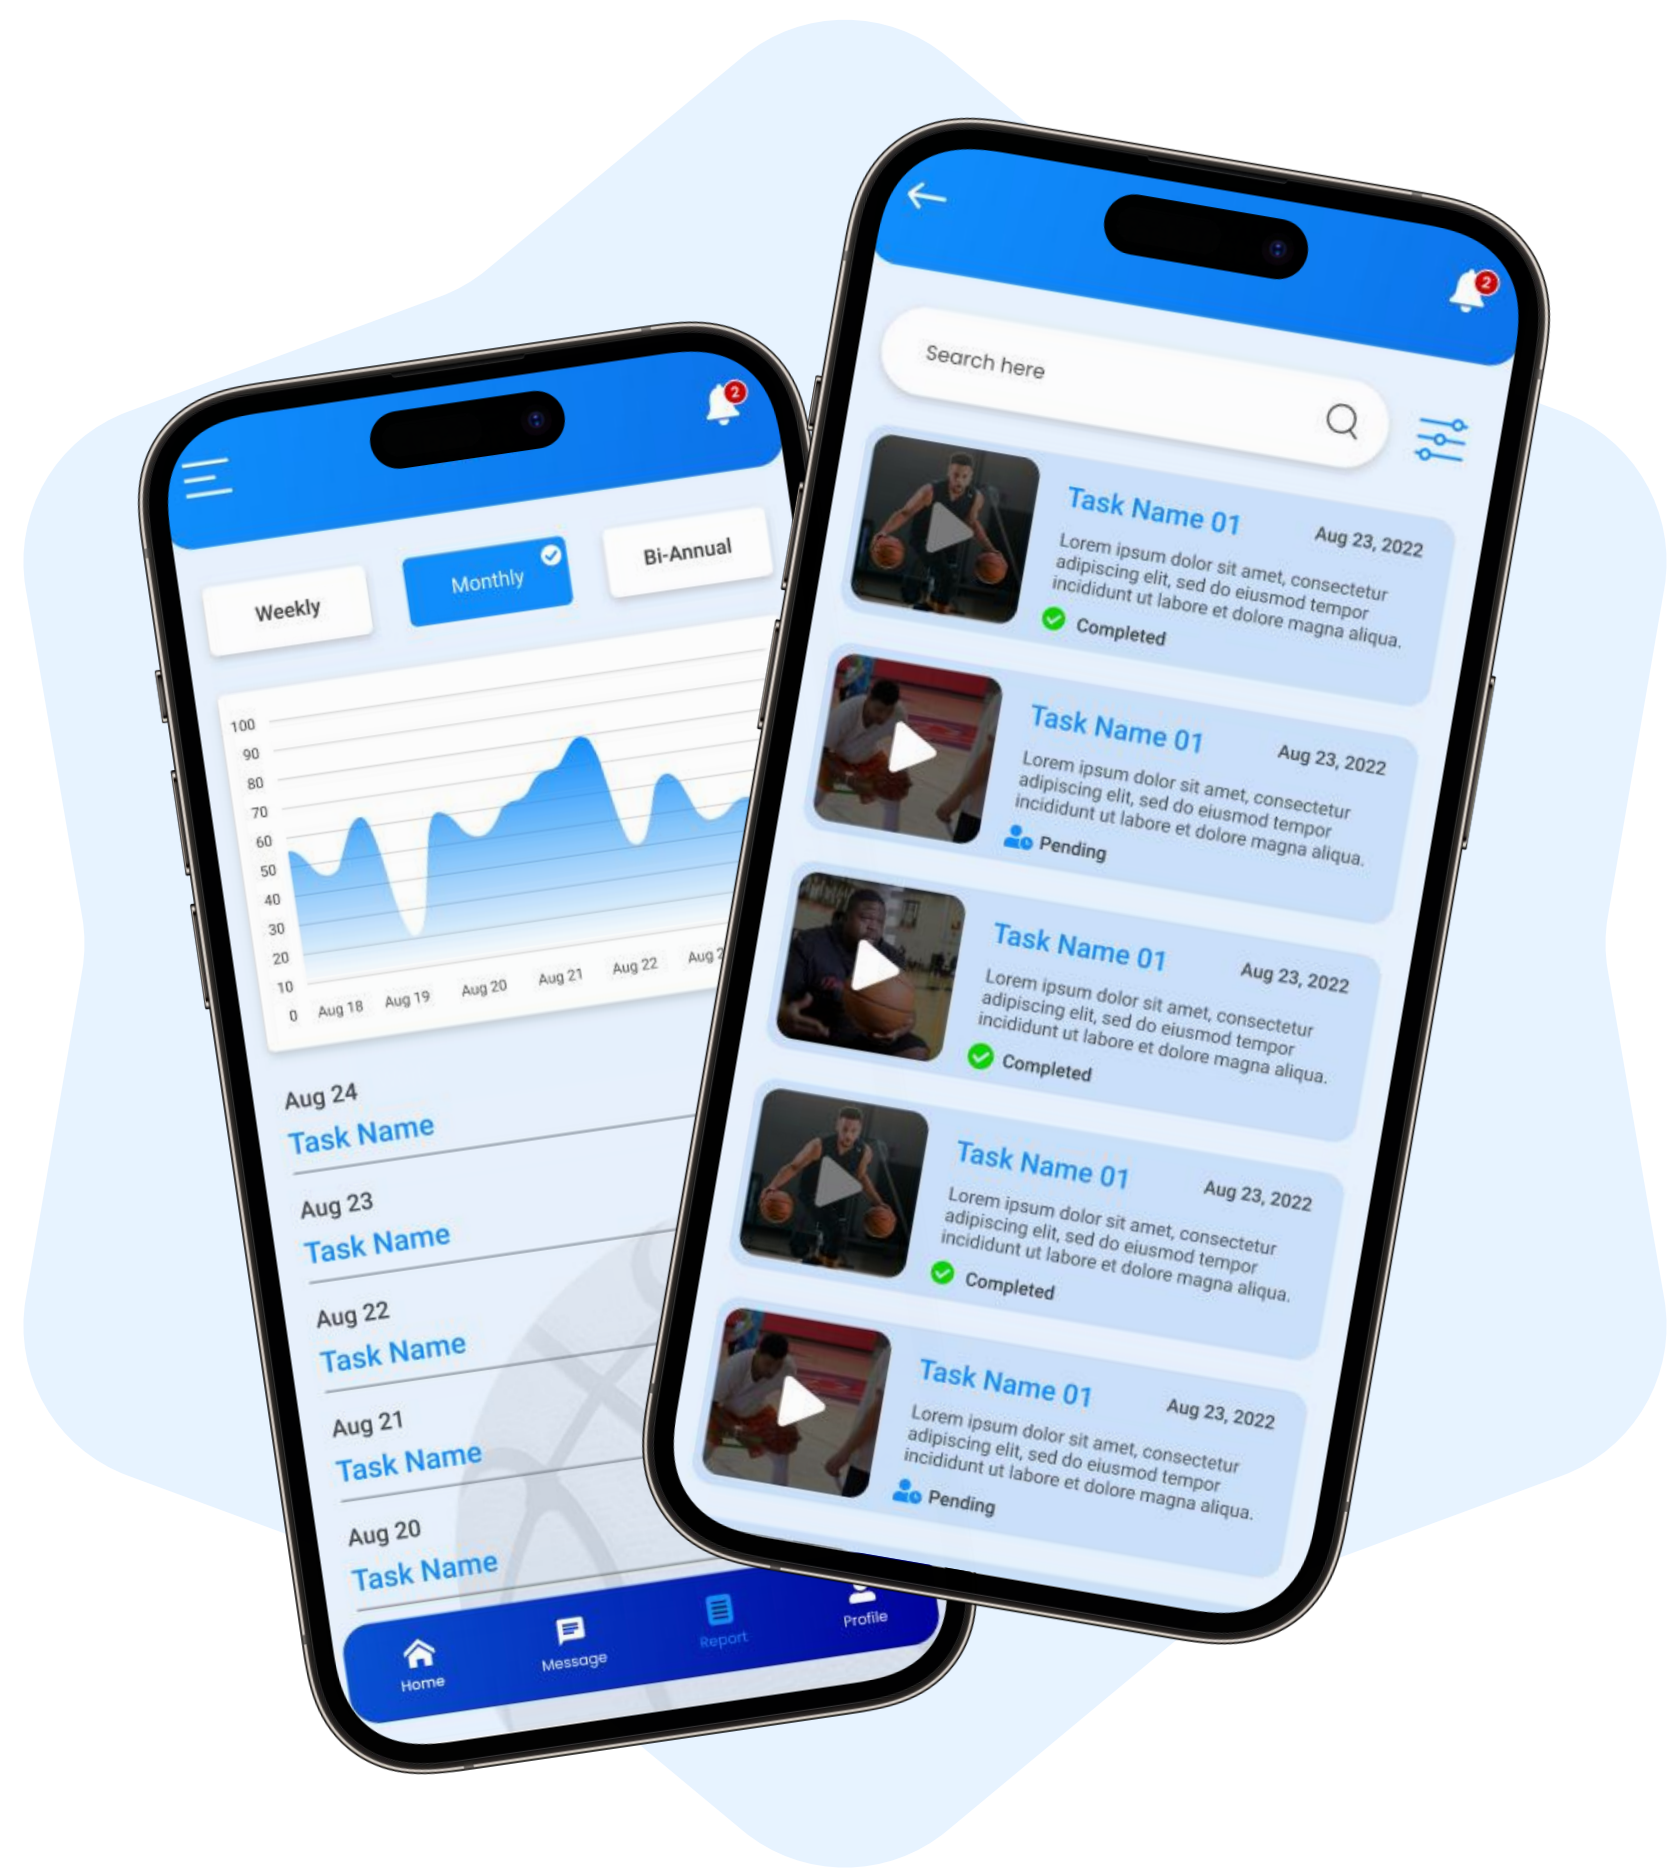 2
Weekly
Monthly
Bi-Annual
100
90
80
70
60
50
40
30
20
10
0
Aug 18
Aug 19
Aug 20
Aug 21
Aug 22
Aug 2
Aug 24
Task Name
Aug 23
Task Name
Aug 22
Task Name
Aug 21
Task Name
Aug 20
Task Name
Home
Message
Report
Profile
2
Search here
Task Name 01
Aug 23, 2022
Lorem ipsum dolor sit amet, consectetur
adipiscing elit, sed do eiusmod tempor
incididunt ut labore et dolore magna aliqua.
Completed
Task Name 01
Aug 23, 2022
Lorem ipsum dolor sit amet, consectetur
adipiscing elit, sed do eiusmod tempor
incididunt ut labore et dolore magna aliqua.
Pending
Task Name 01
Aug 23, 2022
Lorem ipsum dolor sit amet, consectetur
adipiscing elit, sed do eiusmod tempor
incididunt ut labore et dolore magna aliqua.
Completed
Task Name 01
Aug 23, 2022
Lorem ipsum dolor sit amet, consectetur
adipiscing elit, sed do eiusmod tempor
incididunt ut labore et dolore magna aliqua.
Completed
Task Name 01
Aug 23, 2022
Lorem ipsum dolor sit amet, consectetur
adipiscing elit, sed do eiusmod tempor
incididunt ut labore et dolore magna aliqua.
Pending